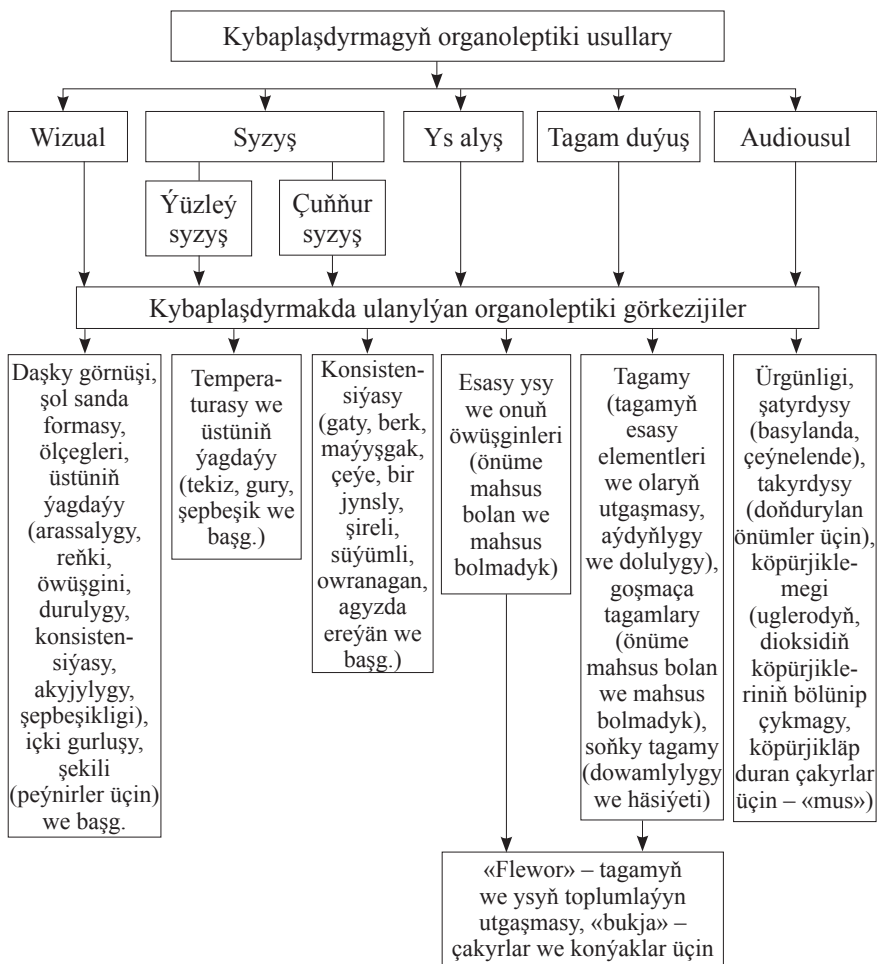 Kybaplaşdyrmagyň organoleptiki usullary
Wizual
Syzyş
Ys alyş
Tagam duýuş
Audiousul
Ýüzleý
syzyş
Çuňňur
syzyş
Kybaplaşdyrmakda ulanylýan organoleptiki görkezijiler
Daşky görnüşi,
şol sanda
formasy,
ölçegleri,
üstüniň
ýagdaýy
(arassalygy,
reňki,
öwüşgini,
durulygy,
konsisten-
siýasy,
akyjylygy,
şepbeşikligi),
içki gurluşy,
şekili
(peýnirler üçin)
we başg.
Tempera-
turasy we
üstüniň
ýagdaýy
(tekiz, gury,
şepbeşik we
başg.)
Konsisten-
siýasy
(gaty, berk,
maýyşgak,
çeýe, bir
jynsly,
şireli,
süýümli,
owranagan,
agyzda
ereýän we
başg.)
Esasy ysy
we onuň
öwüşginleri
(önüme
mahsus
bolan we
mahsus
bolmadyk)
Tagamy
(tagamyň
esasy
elementleri
we olaryň
utgaşmasy,
aýdyňlygy
we dolulygy),
goşmaça
tagamlary
(önüme
mahsus bolan
we mahsus
bolmadyk),
soňky tagamy
(dowamlylygy
we häsiýeti)
Ürgünligi,
şatyrdysy
(basylanda,
çeýnelende),
takyrdysy
(doňdurylan
önümler üçin),
köpürjikle-
megi
(uglerodyň,
dioksidiň
köpürjikle-
riniň bölünip
çykmagy,
köpürjikläp
duran çakyrlar
üçin – «mus»)
«Flewor» – tagamyň
we ysyň toplumlaýyn
utgaşmasy, «bukja» –
çakyrlar we konýaklar üçin